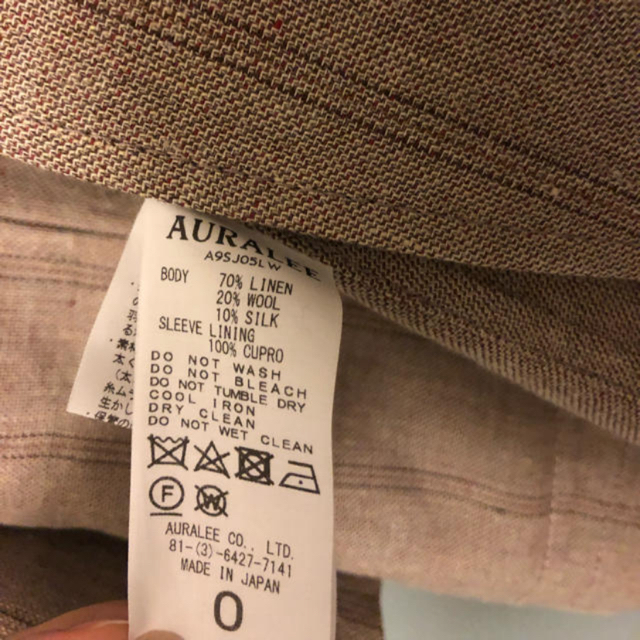 AURALEE
A9SJ05LW
BODY 70% LINEN
20% WOOL
10% SILK
SLEEVE LINING
100% CUPRO
DO NOT WASH
DO NOT BLEACH
DO NOT TUMBLE DRY
COOL IRON
DRY CLEAN
DO NOT WET CLEAN
F
W
AURALEE CO., LTD.
81-(3)-6427-7141
MADE IN JAPAN
0